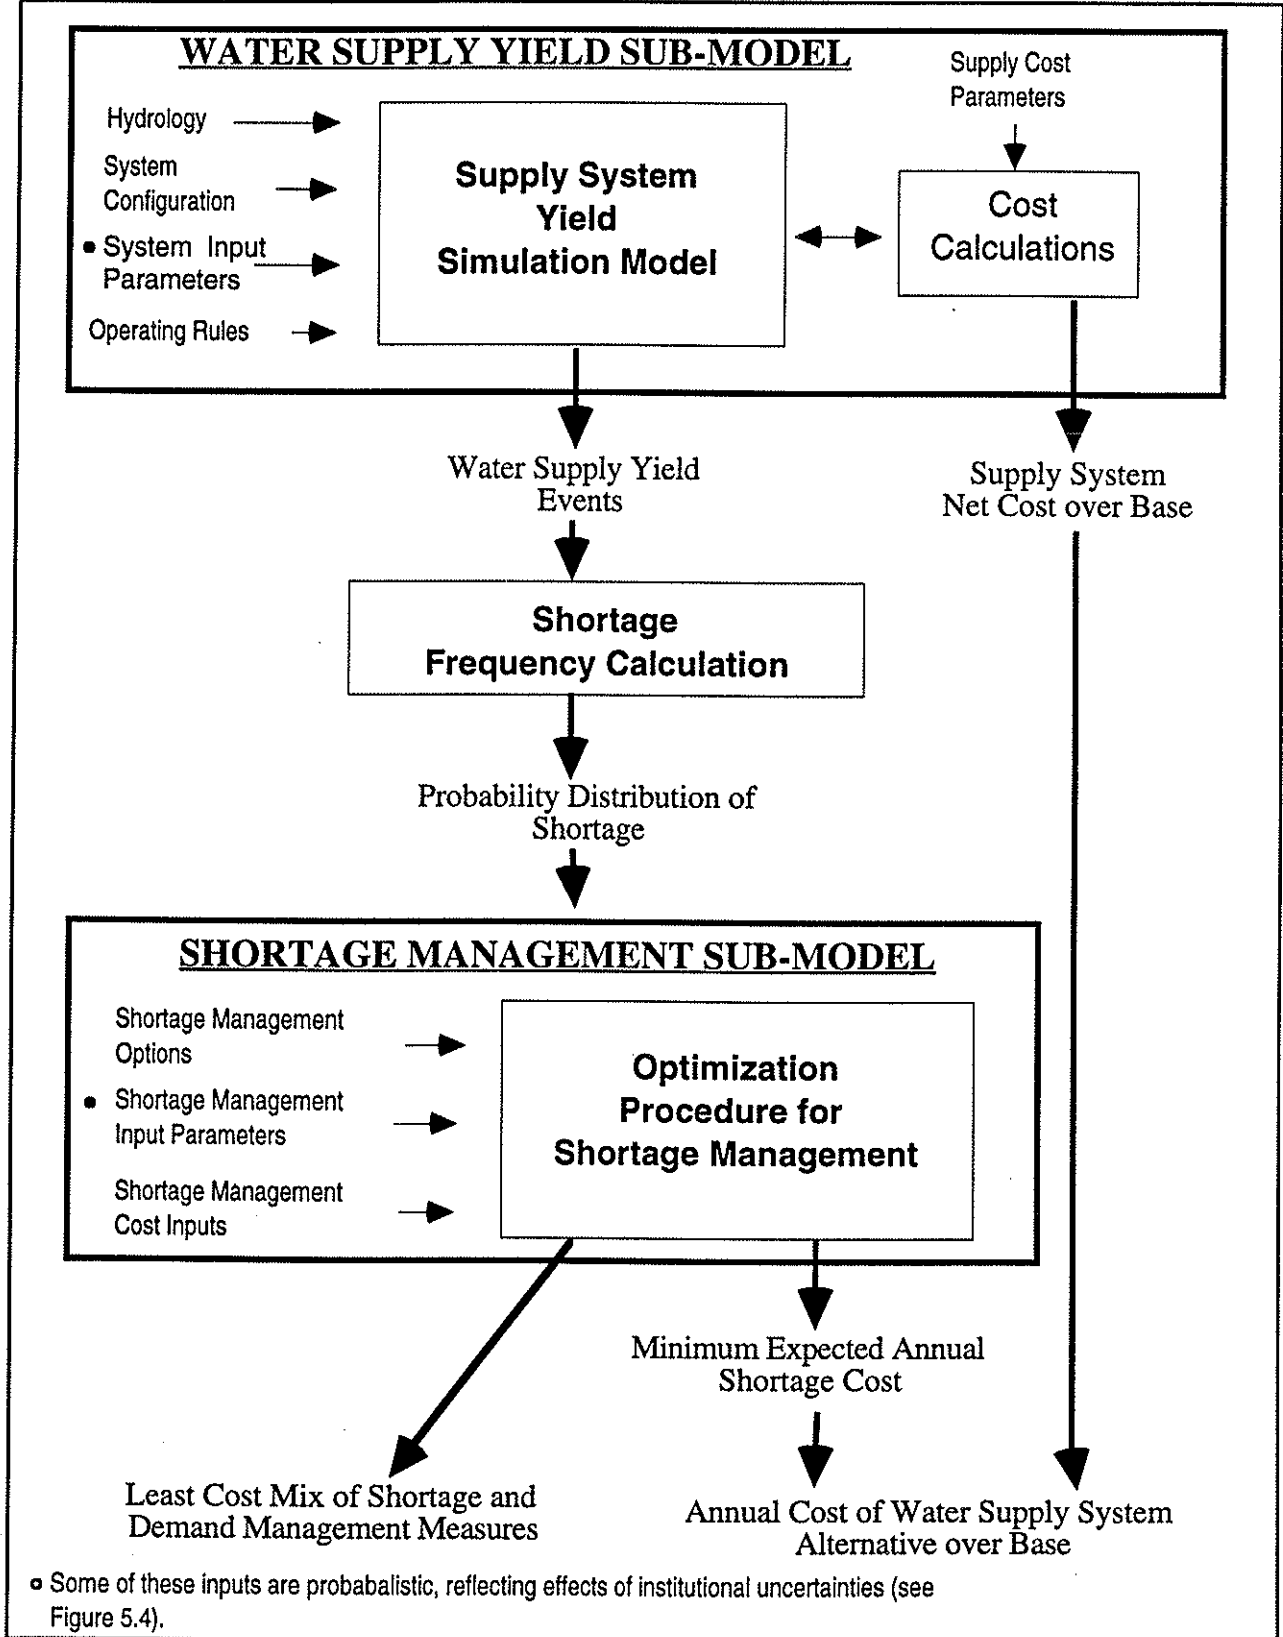 WATER SUPPLY YIELD SUB-MODEL
Supply Cost
Parameters
Hydrology
System
Configuration
• System Input
Parameters
Operating Rules
Supply System
Yield
Simulation Model
Cost
Calculations
Water Supply Yield
Events
Supply System
Net Cost over Base
Shortage
Frequency Calculation
Probability Distribution of
Shortage
SHORTAGE MANAGEMENT SUB-MODEL
Shortage Management
Options
• Shortage Management
Input Parameters
Shortage Management
Cost Inputs
Optimization
Procedure for
Shortage Management
Minimum Expected Annual
Shortage Cost
Least Cost Mix of Shortage and
Demand Management Measures
Annual Cost of Water Supply System
Alternative over Base
• Some of these inputs are probabalistic, reflecting effects of institutional uncertainties (see
Figure 5.4).